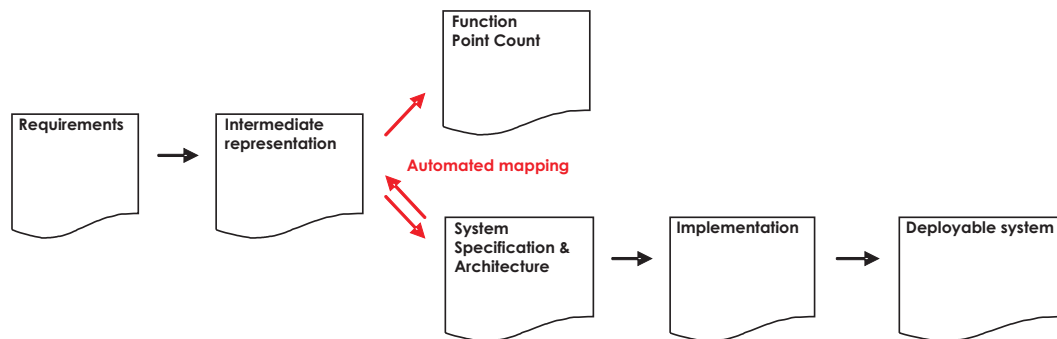 Function
Point Count
Requirements
Intermediate
representation
Automated mapping
System
Specification &
Architecture
Implementation
Deployable system